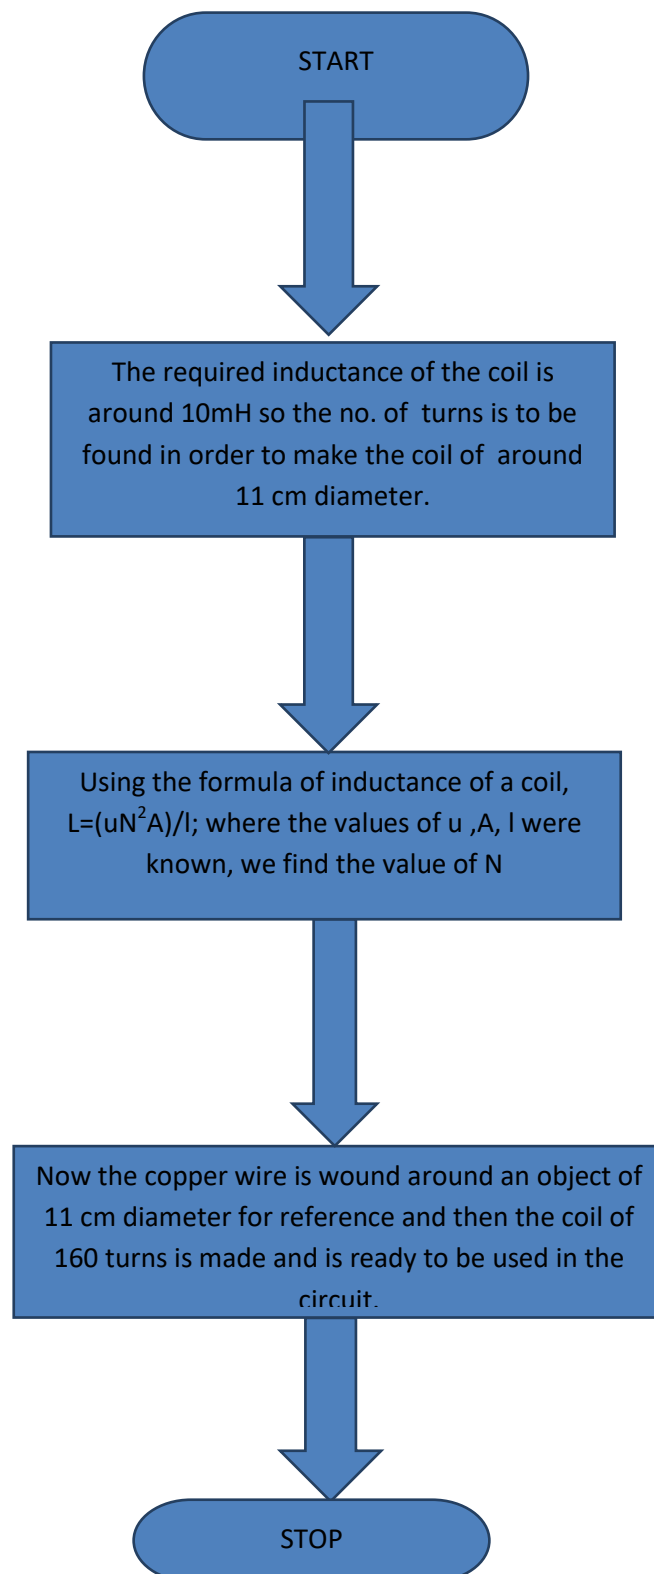 START
The required inductance of the coil is
around 10mH so the no. of turns is to be
found in order to make the coil of around
11 cm diameter.
Using the formula of inductance of a coil,
L=(uN²A)/l; where the values of u ,A, l were
known, we find the value of N
Now the copper wire is wound around an object of
11 cm diameter for reference and then the coil of
160 turns is made and is ready to be used in the
circuit.
STOP